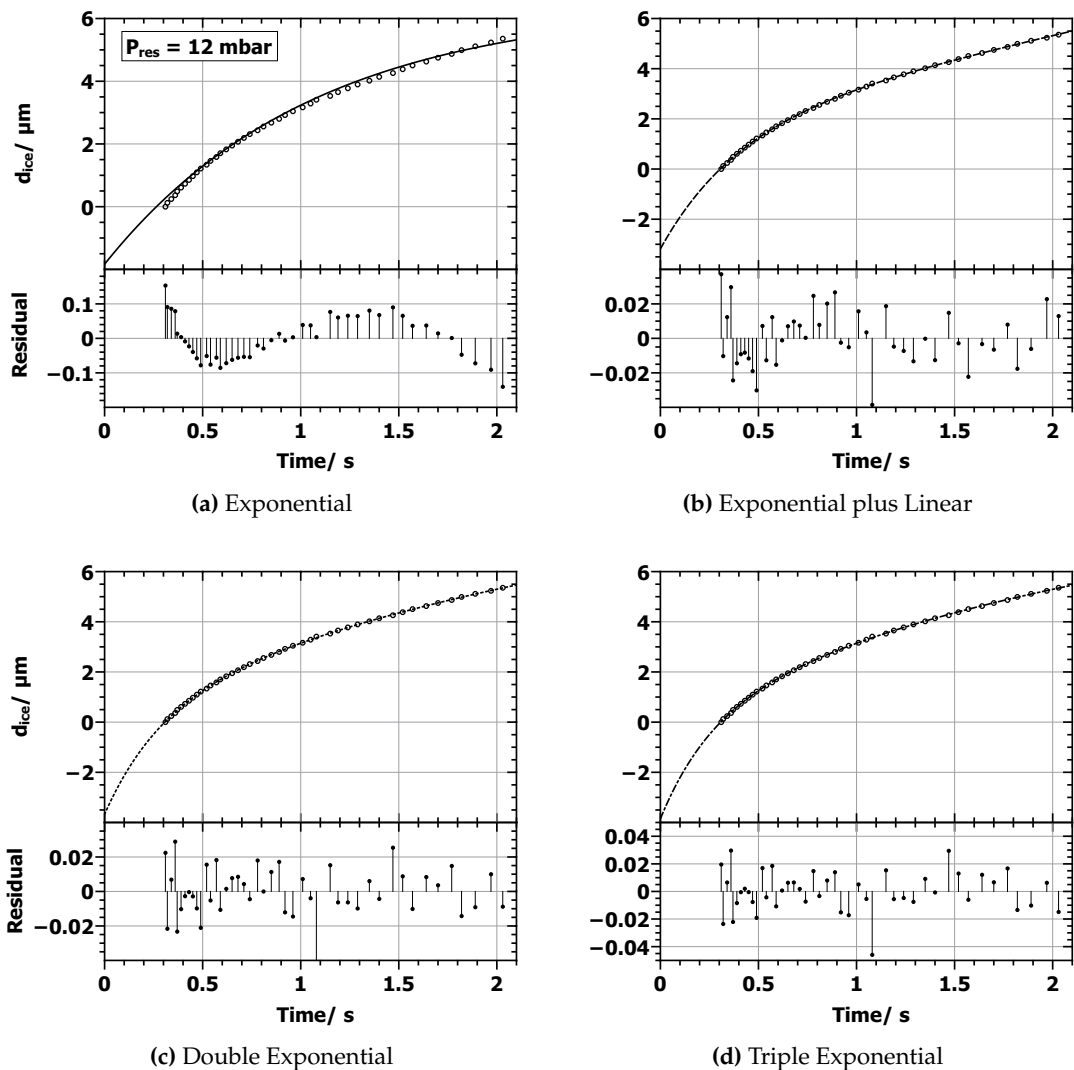 6
4
2
0
d_ice/ µm
P_res = 12 mbar
0.1
0
−0.1
Residual
0 0.5 1 1.5 2
Time/ s
(a) Exponential
6
4
2
0
−2
0.02
0
−0.02
0 0.5 1 1.5 2
Time/ s
(b) Exponential plus Linear
6
4
2
0
−2
d_ice/ µm
0.02
0
−0.02
Residual
0 0.5 1 1.5 2
Time/ s
(c) Double Exponential
6
4
2
0
−2
0.04
0.02
0
−0.02
−0.04
0 0.5 1 1.5 2
Time/ s
(d) Triple Exponential